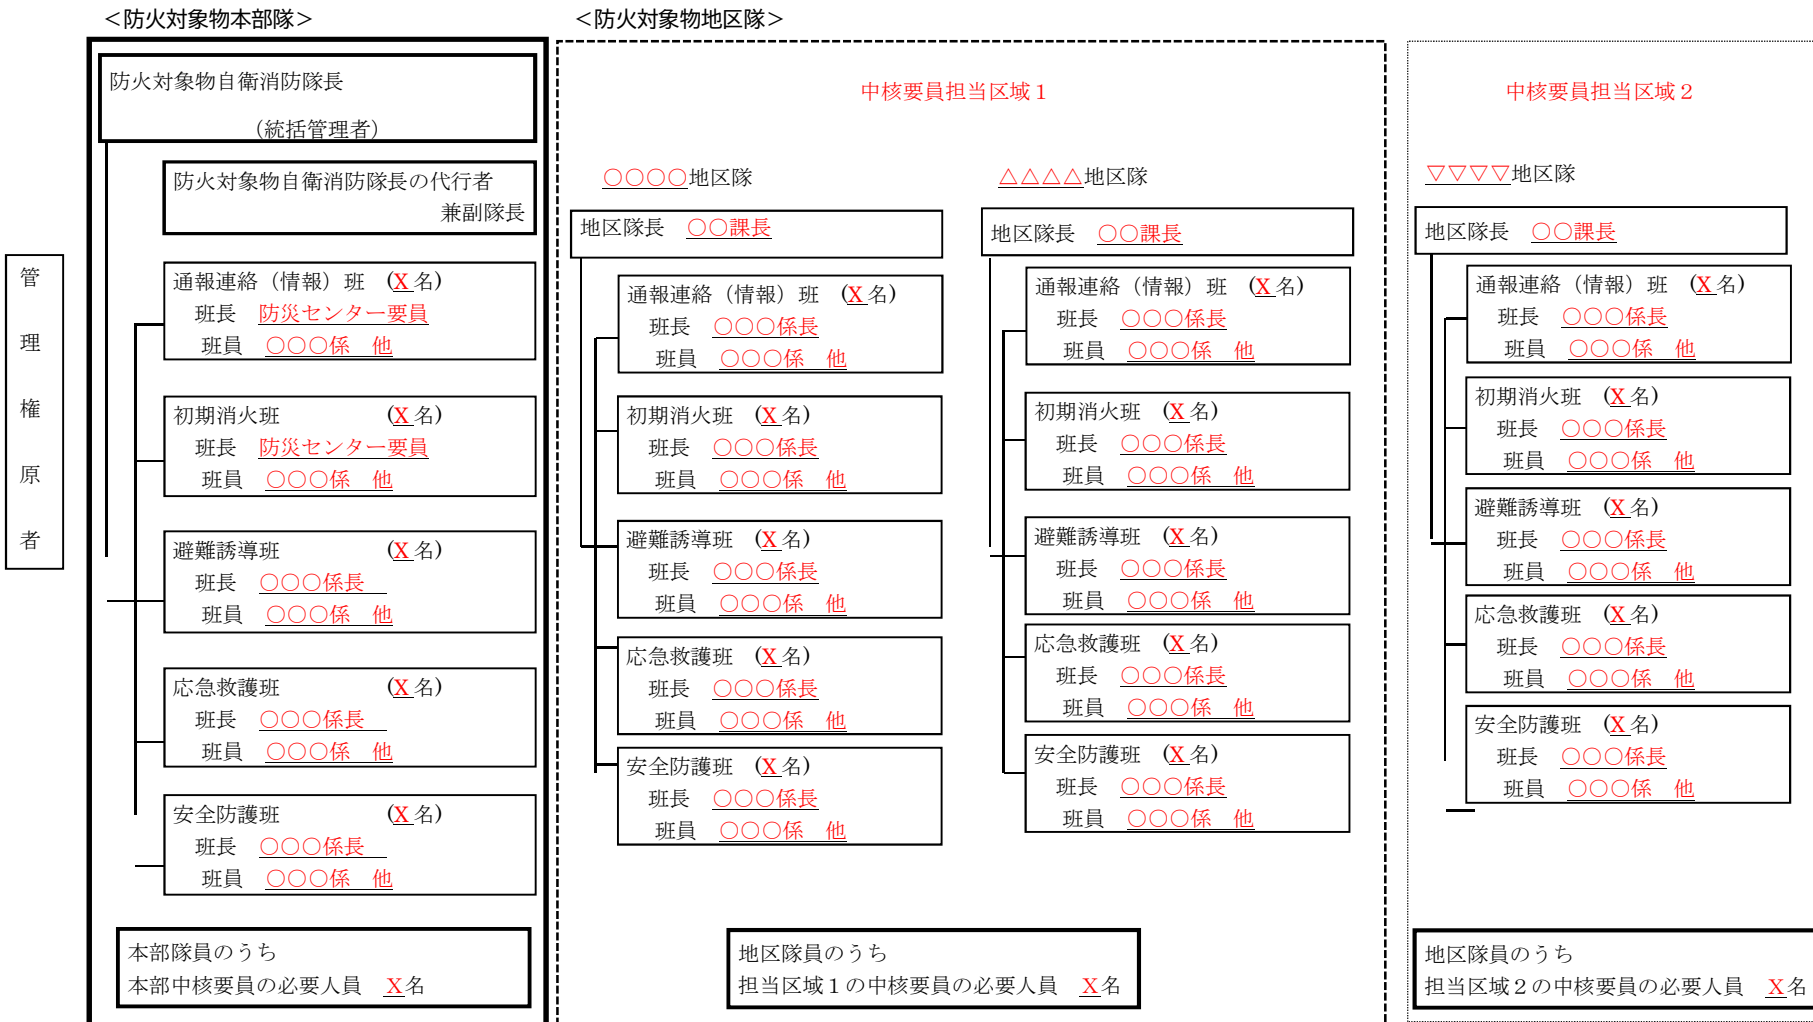 ＜防火対象物本部隊＞
＜防火対象物地区隊＞
管
理
権
原
者
防火対象物自衛消防隊長
（統括管理者）
防火対象物自衛消防隊長の代行者
兼副隊長
通報連絡（情報）班　(X名)
班長　防災センター要員
班員　〇〇〇係　他
初期消火班　(X名)
班長　防災センター要員
班員　〇〇〇係　他
避難誘導班　(X名)
班長　〇〇〇係長
班員　〇〇〇係　他
応急救護班　(X名)
班長　〇〇〇係長
班員　〇〇〇係　他
安全防護班　(X名)
班長　〇〇〇係長
班員　〇〇〇係　他
本部隊員のうち
本部中核要員の必要人員　X名
中核要員担当区域１
〇〇〇〇地区隊
地区隊長　〇〇課長
通報連絡（情報）班　(X名)
班長　〇〇〇係長
班員　〇〇〇係　他
初期消火班　(X名)
班長　〇〇〇係長
班員　〇〇〇係　他
避難誘導班　(X名)
班長　〇〇〇係長
班員　〇〇〇係　他
応急救護班　(X名)
班長　〇〇〇係長
班員　〇〇〇係　他
安全防護班　(X名)
班長　〇〇〇係長
班員　〇〇〇係　他
△△△△地区隊
地区隊長　〇〇課長
通報連絡（情報）班　(X名)
班長　〇〇〇係長
班員　〇〇〇係　他
初期消火班　(X名)
班長　〇〇〇係長
班員　〇〇〇係　他
避難誘導班　(X名)
班長　〇〇〇係長
班員　〇〇〇係　他
応急救護班　(X名)
班長　〇〇〇係長
班員　〇〇〇係　他
安全防護班　(X名)
班長　〇〇〇係長
班員　〇〇〇係　他
地区隊員のうち
担当区域１の中核要員の必要人員　X名
中核要員担当区域２
▽▽▽▽地区隊
地区隊長　〇〇課長
通報連絡（情報）班　(X名)
班長　〇〇〇係長
班員　〇〇〇係　他
初期消火班　(X名)
班長　〇〇〇係長
班員　〇〇〇係　他
避難誘導班　(X名)
班長　〇〇〇係長
班員　〇〇〇係　他
応急救護班　(X名)
班長　〇〇〇係長
班員　〇〇〇係　他
安全防護班　(X名)
班長　〇〇〇係長
班員　〇〇〇係　他
地区隊員のうち
担当区域２の中核要員の必要人員　X名